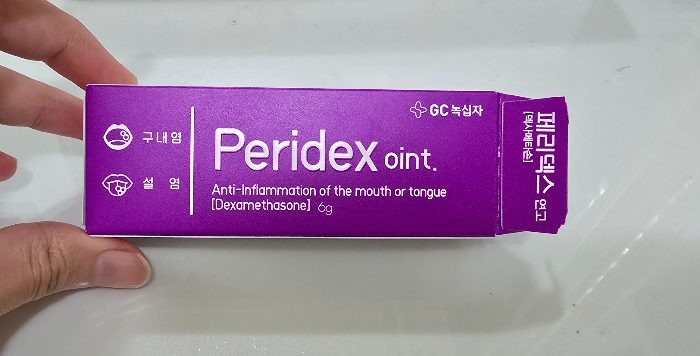 GC 녹십자
구내염
설 염
Peridex oint.
Anti-Inflammation of the mouth or tongue
[Dexamethasone] 6g
페리덱스 연고
[덱사메타손]